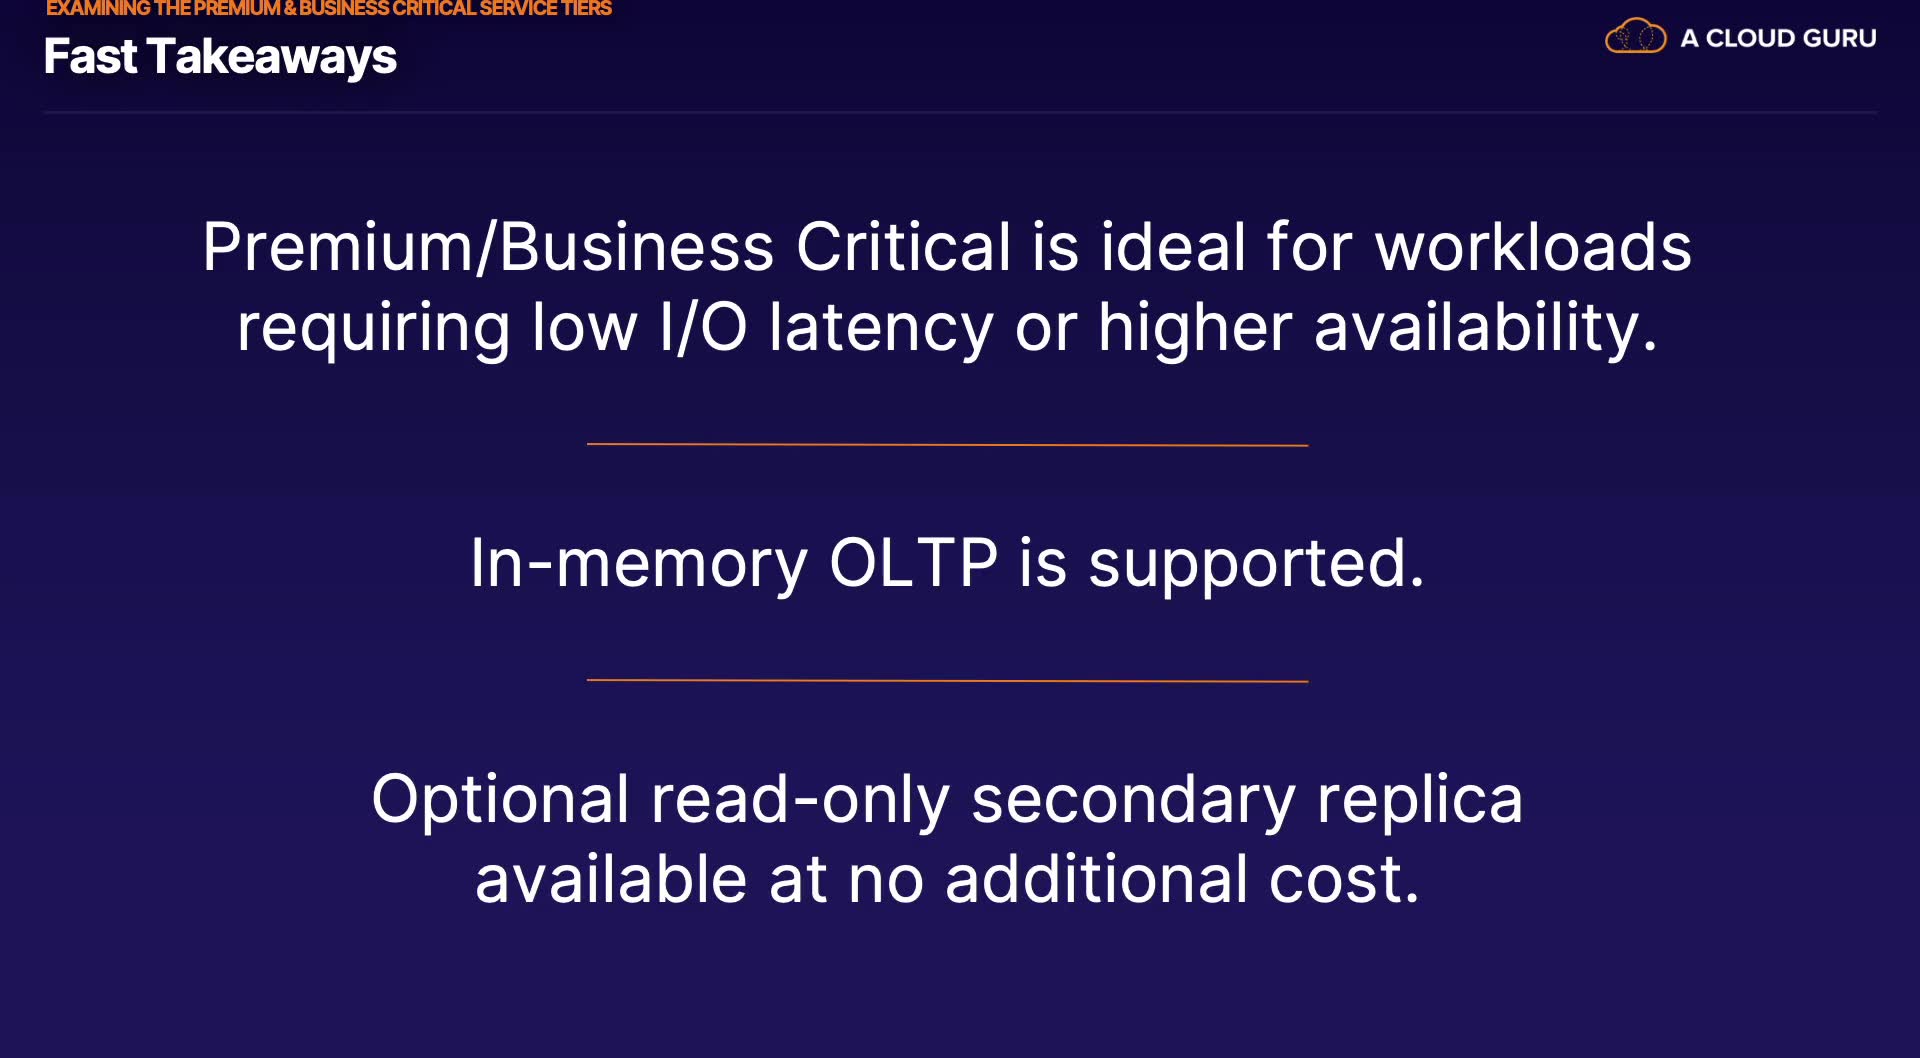 EXAMINING THE PREMIUM & BUSINESS CRITICAL SERVICE TIERS
Fast Takeaways
A CLOUD GURU
Premium/Business Critical is ideal for workloads
requiring low I/O latency or higher availability.
In-memory OLTP is supported.
Optional read-only secondary replica
available at no additional cost.